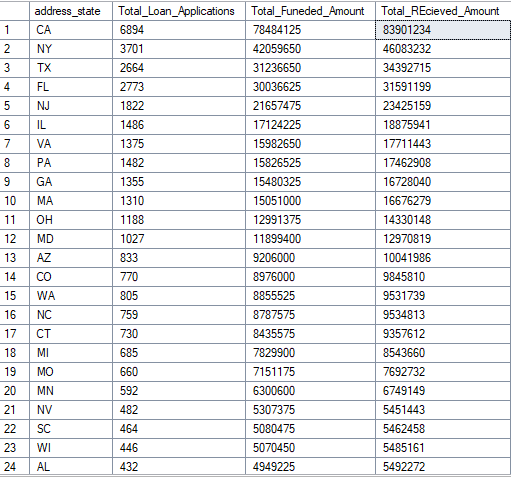 address_state Total_Loan_Applications Total_Funeded_Amount Total_REcieved_Amount
1 CA 6894 78484125 83901234
2 NY 3701 42059650 46083232
3 TX 2664 31236650 34392715
4 FL 2773 30036625 31591199
5 NJ 1822 21657475 23425159
6 IL 1486 17124225 18875941
7 VA 1375 15982650 17711443
8 PA 1482 15826525 17462908
9 GA 1355 15480325 16728040
10 MA 1310 15051000 16676279
11 OH 1188 12991375 14330148
12 MD 1027 11899400 12970819
13 AZ 833 9206000 10041986
14 CO 770 8976000 9845810
15 WA 805 8855525 9531739
16 NC 759 8787575 9534813
17 CT 730 8435575 9357612
18 MI 685 7829900 8543660
19 MO 660 7151175 7692732
20 MN 592 6300600 6749149
21 NV 482 5307375 5451443
22 SC 464 5080475 5462458
23 WI 446 5070450 5485161
24 AL 432 4949225 5492272